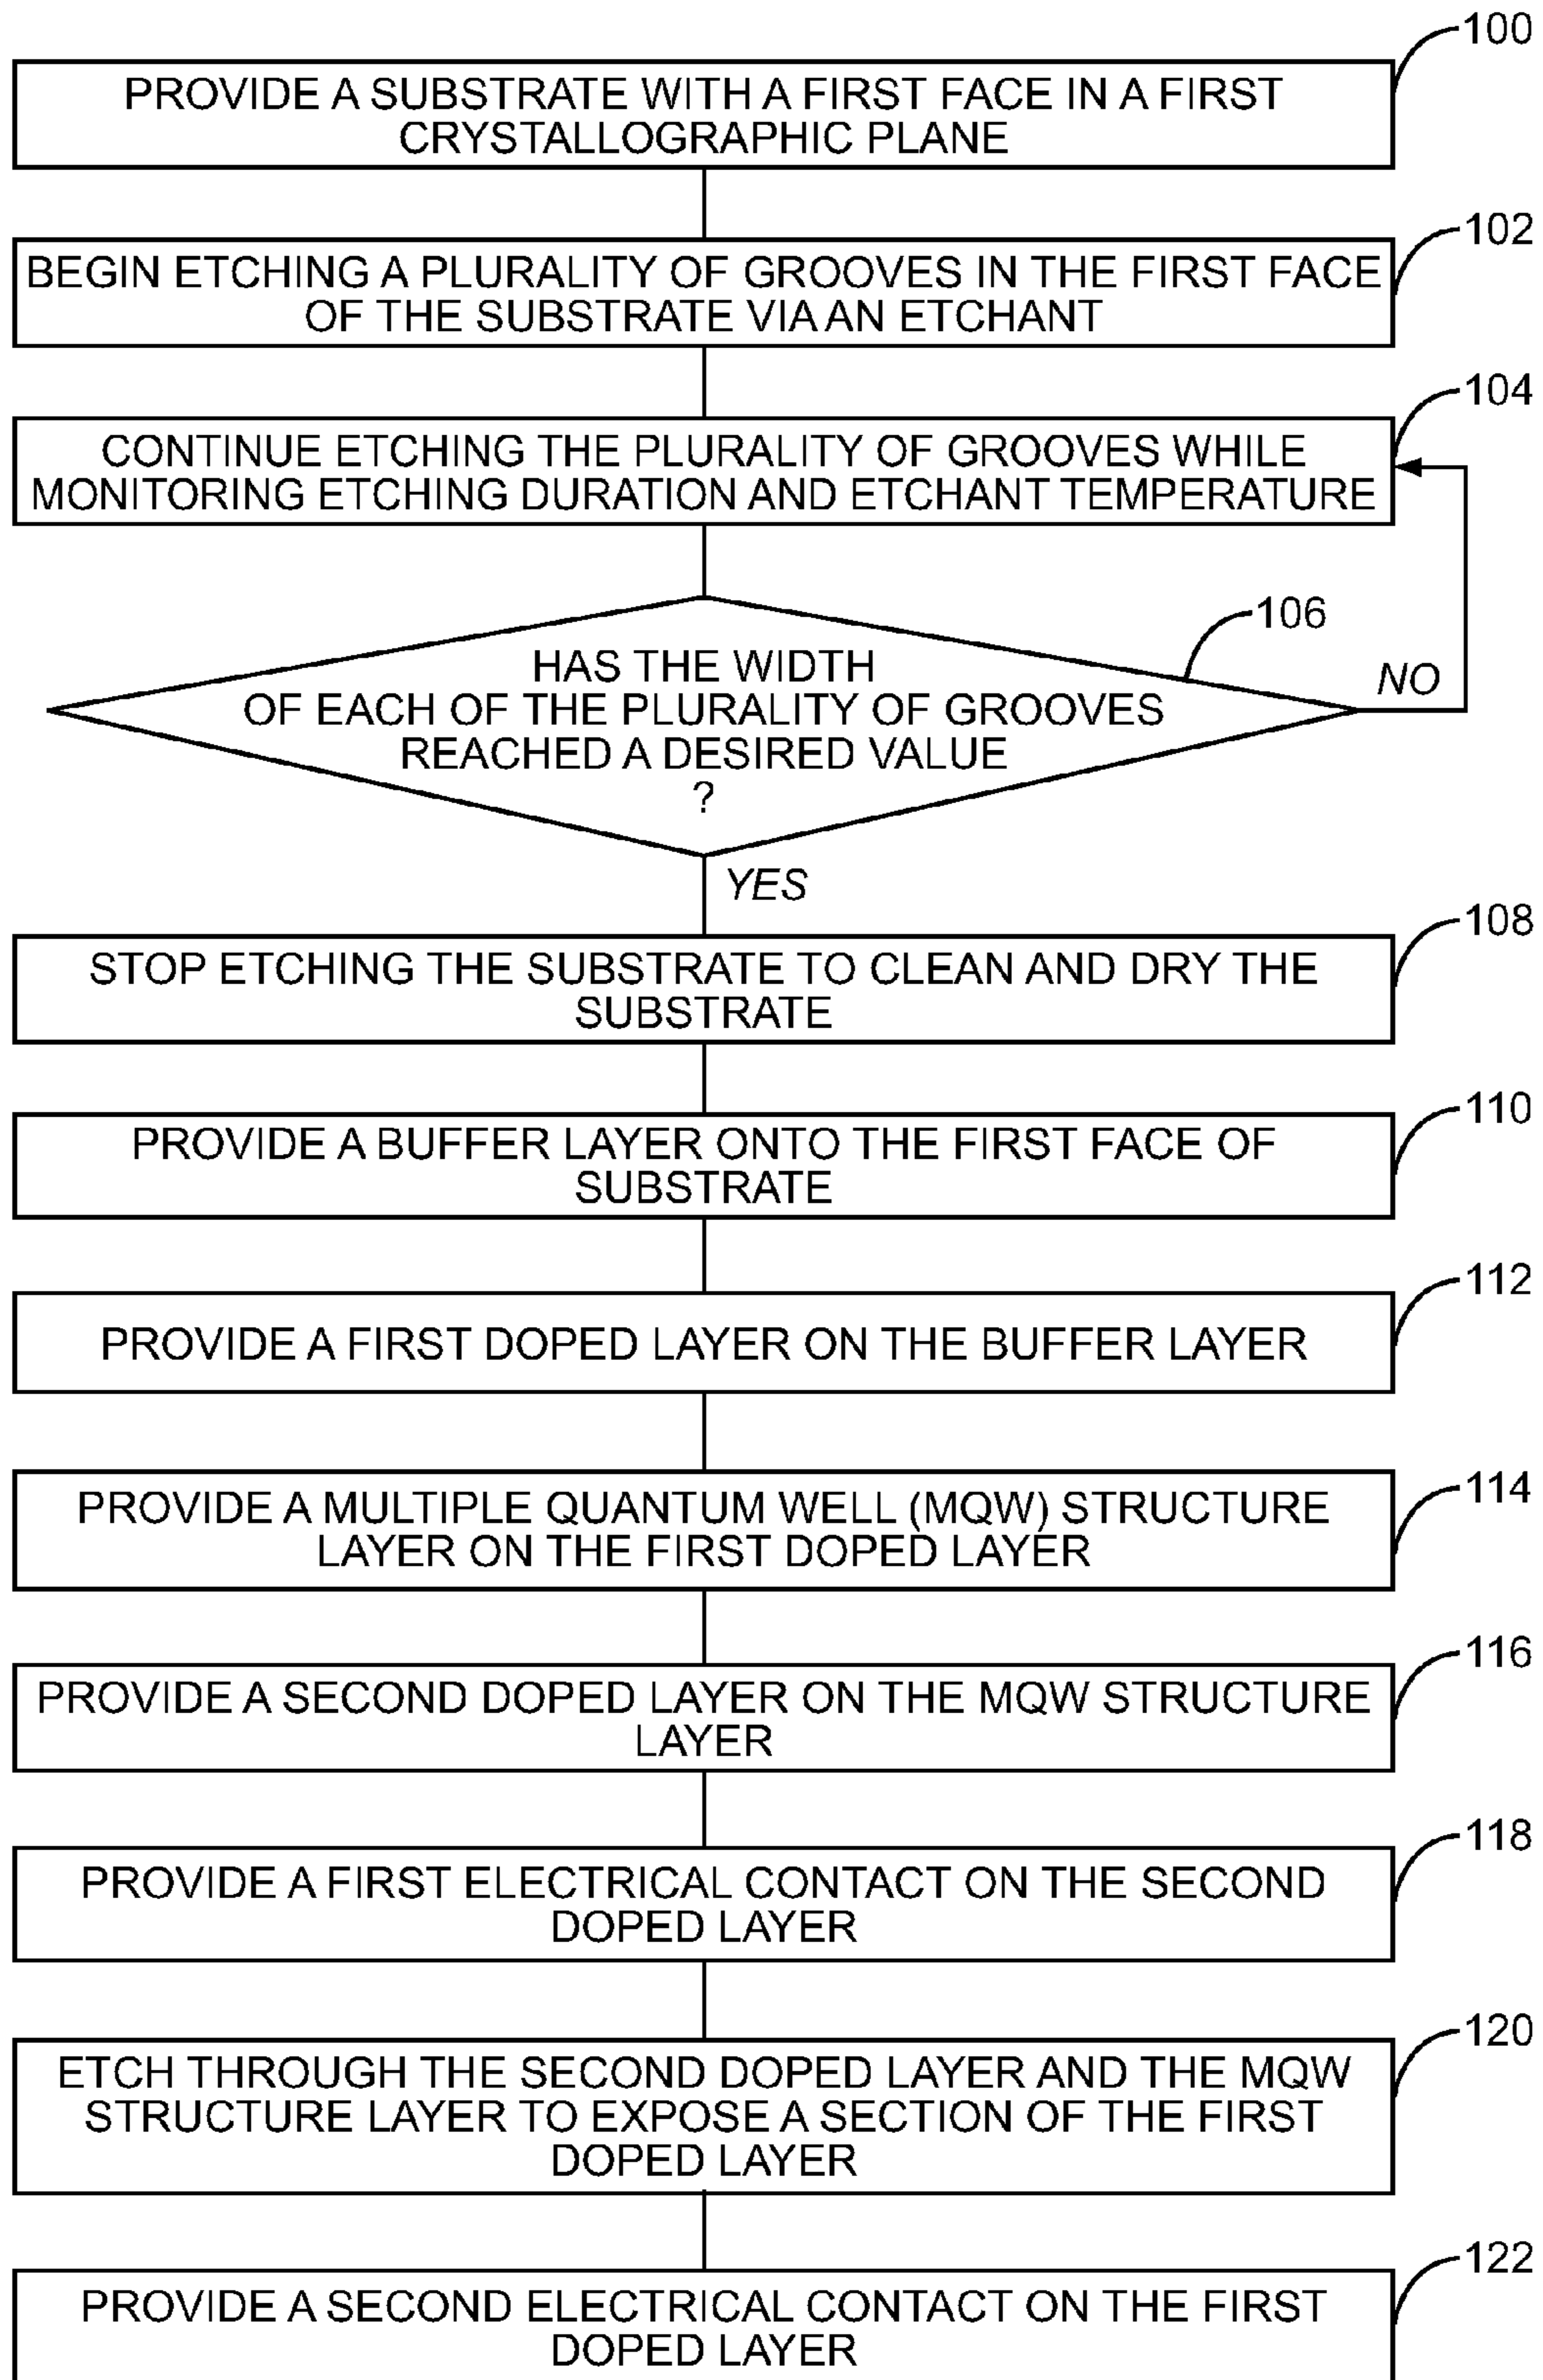 100
PROVIDE A SUBSTRATE WITH A FIRST FACE IN A FIRST
CRYSTALLOGRAPHIC PLANE
102
BEGIN ETCHING A PLURALITY OF GROOVES IN THE FIRST FACE
OF THE SUBSTRATE VIA AN ETCHANT
104
CONTINUE ETCHING THE PLURALITY OF GROOVES WHILE
MONITORING ETCHING DURATION AND ETCHANT TEMPERATURE
106
HAS THE WIDTH
OF EACH OF THE PLURALITY OF GROOVES
REACHED A DESIRED VALUE
?
NO
YES
108
STOP ETCHING THE SUBSTRATE TO CLEAN AND DRY THE
SUBSTRATE
110
PROVIDE A BUFFER LAYER ONTO THE FIRST FACE OF
SUBSTRATE
112
PROVIDE A FIRST DOPED LAYER ON THE BUFFER LAYER
114
PROVIDE A MULTIPLE QUANTUM WELL (MQW) STRUCTURE
LAYER ON THE FIRST DOPED LAYER
116
PROVIDE A SECOND DOPED LAYER ON THE MQW STRUCTURE
LAYER
118
PROVIDE A FIRST ELECTRICAL CONTACT ON THE SECOND
DOPED LAYER
120
ETCH THROUGH THE SECOND DOPED LAYER AND THE MQW
STRUCTURE LAYER TO EXPOSE A SECTION OF THE FIRST
DOPED LAYER
122
PROVIDE A SECOND ELECTRICAL CONTACT ON THE FIRST
DOPED LAYER